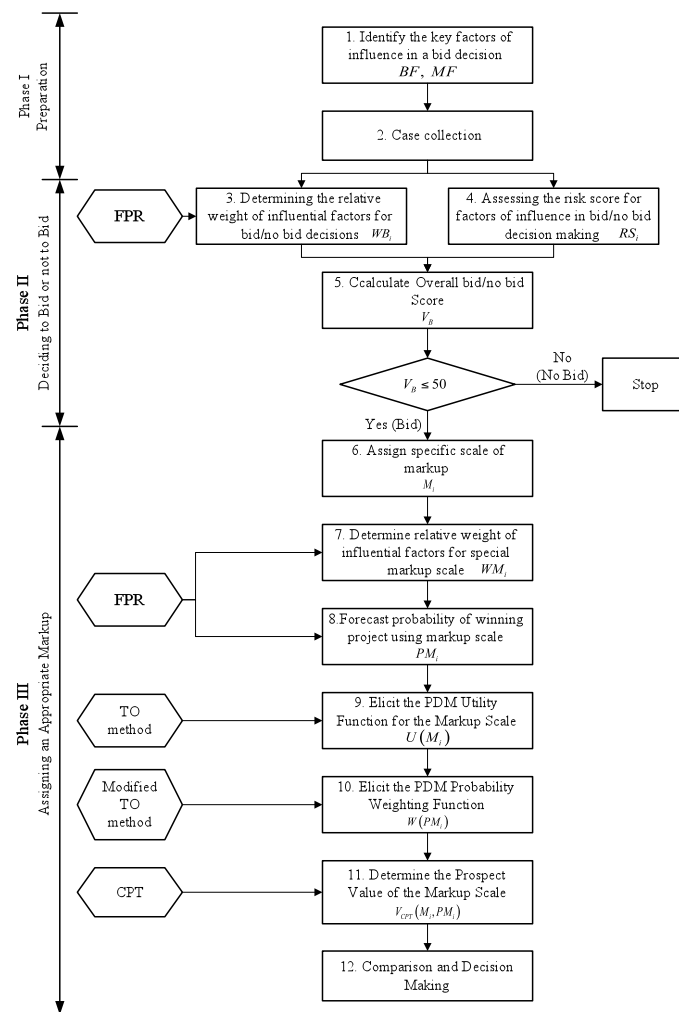 Phase I
Preparation
1. Identify the key factors of
influence in a bid decision
BF, MF
2. Case collection
Phase II
Deciding to Bid or not to Bid
FPR
3. Determining the relative
weight of influential factors for
bid/no bid decisions WB_i
4. Assessing the risk score for
factors of influence in bid/no bid
decision making RS_i
5. Ccalculate Overall bid/no bid
Score
V_B
V_B ≤ 50
No
(No Bid)
Stop
Yes (Bid)
Phase III
Assigning an Appropriate Markup
6. Assign specific scale of
markup
M_i
FPR
7. Determine relative weight of
influential factors for special
markup scale WM_i
8.Forecast probability of winning
project using markup scale
PM_i
TO
method
9. Elicit the PDM Utility
Function for the Markup Scale
U(M_i)
Modified
TO
method
10. Elicit the PDM Probability
Weighting Function
W(PM_i)
CPT
11. Determine the Prospect
Value of the Markup Scale
V_CPT(M_i, PM_i)
12. Comparison and Decision
Making